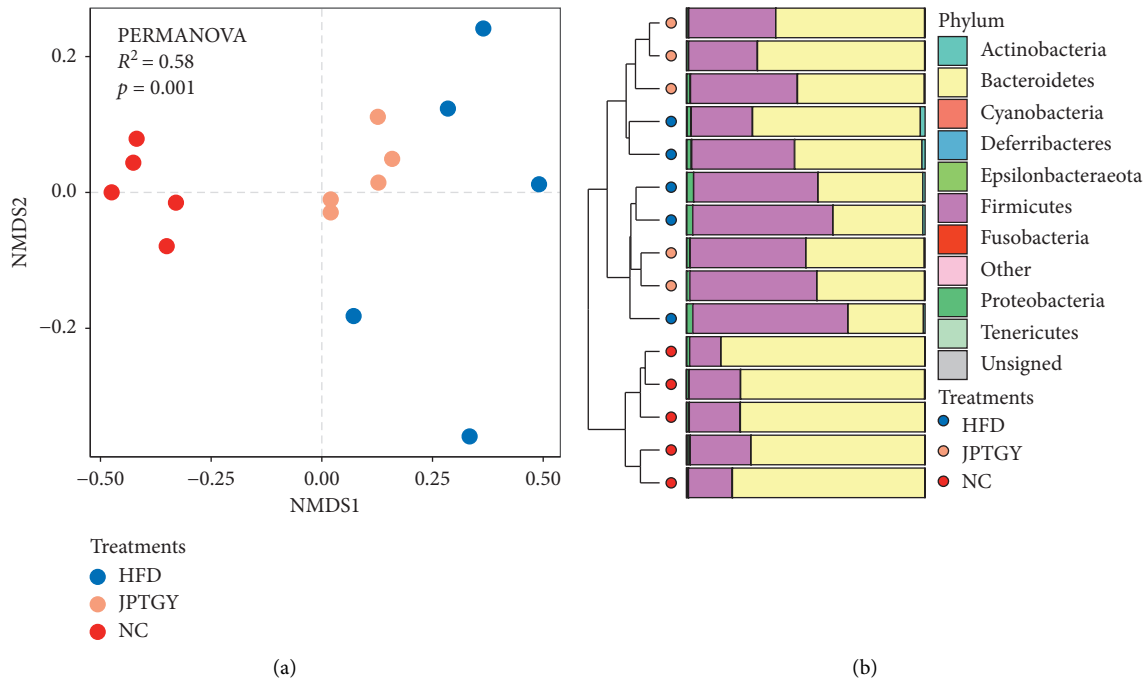 PERMANOVA
R² = 0.58
p = 0.001
0.2
0.0
−0.2
NMDS2
−0.50
−0.25
0.00
0.25
0.50
NMDS1
Treatments
HFD
JPTGY
NC
(a)
Phylum
Actinobacteria
Bacteroidetes
Cyanobacteria
Deferribacteres
Epsilonbacteraeota
Firmicutes
Fusobacteria
Other
Proteobacteria
Tenericutes
Unsigned
Treatments
HFD
JPTGY
NC
(b)